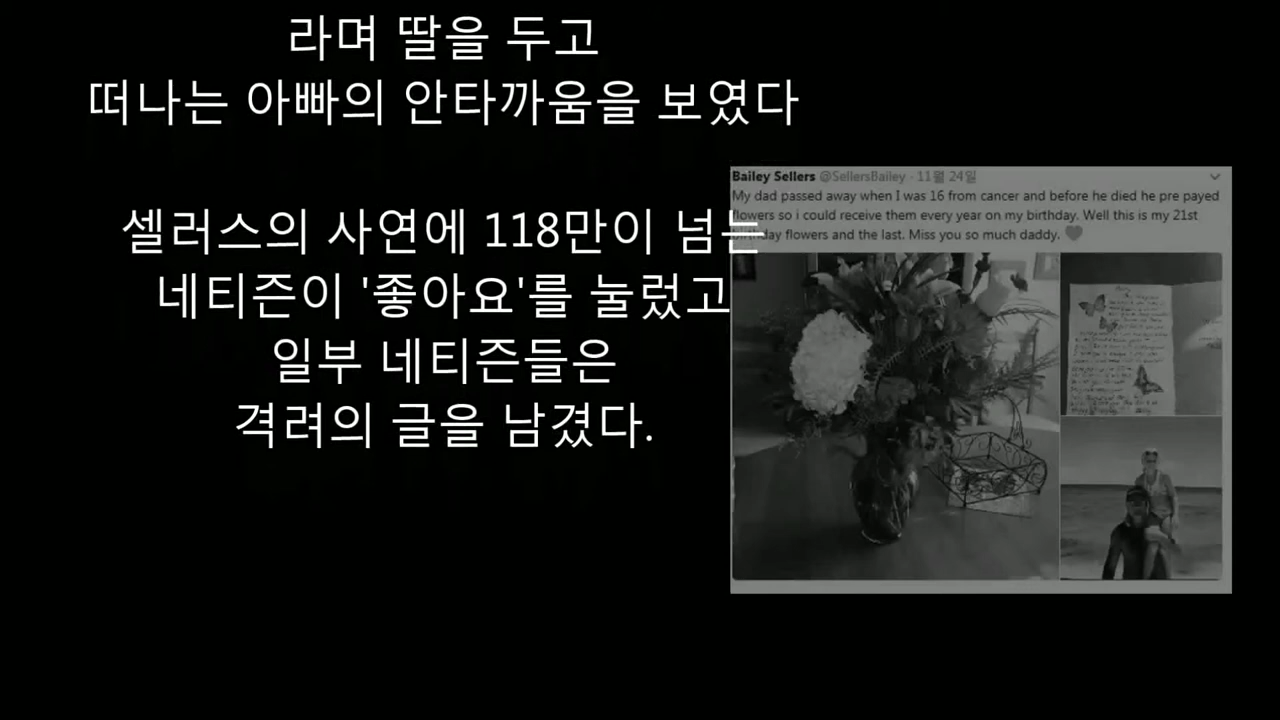 라며 딸을 두고
떠나는 아빠의 안타까움을 보였다
셀러스의 사연에 118만이 넘는
네티즌이 '좋아요'를 눌렀고
일부 네티즌들은
격려의 글을 남겼다.
Bailey Sellers @SellersBailey · 11월 24일
My dad passed away when I was 16 from cancer and before he died he pre payed
flowers so i could receive them every year on my birthday. Well this is my 21st
birthday flowers and the last. Miss you so much daddy.